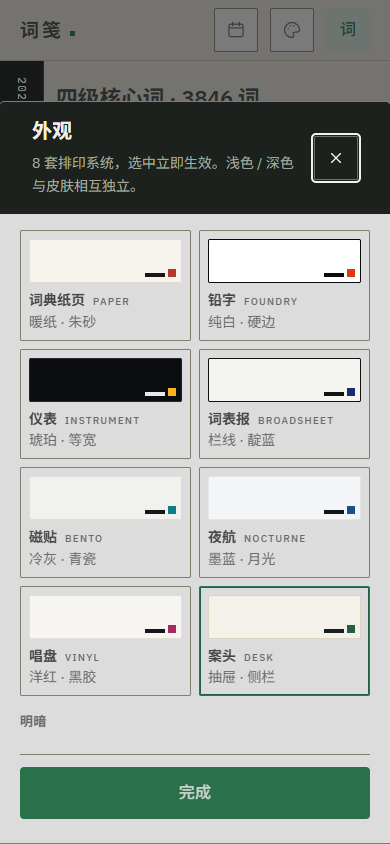 词笺
词
202
四级核心词 · 3846 词
外观
8 套排印系统，选中立即生效。浅色 / 深色
与皮肤相互独立。
词典纸页 PAPER
暖纸 · 朱砂
铅字 FOUNDRY
纯白 · 硬边
仪表 INSTRUMENT
琥珀 · 等宽
词表报 BROADSHEET
栏线 · 靛蓝
磁贴 BENTO
冷灰 · 青瓷
夜航 NOCTURNE
墨蓝 · 月光
唱盘 VINYL
洋红 · 黑胶
案头 DESK
抽屉 · 侧栏
明暗
完成